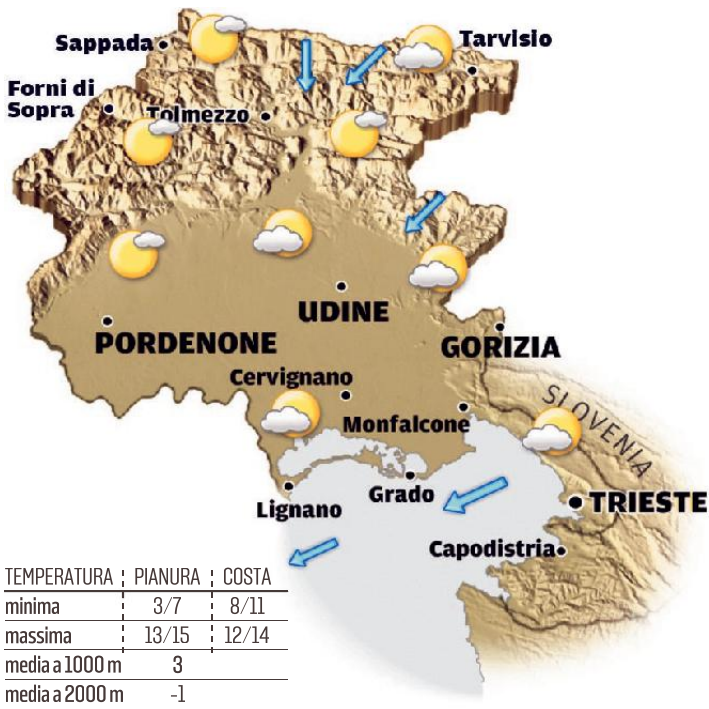 Sappada
Tarvisio
Forni di
Sopra
Tolmezzo
UDINE
PORDENONE
GORIZIA
Cervignano
SLOVENIA
Monfalcone
Grado
Lignano
TRIESTE
Capodistria
TEMPERATURA PIANURA COSTA
minima 3/7 8/11
massima 13/15 12/14
media a 1000 m 3
media a 2000 m -1